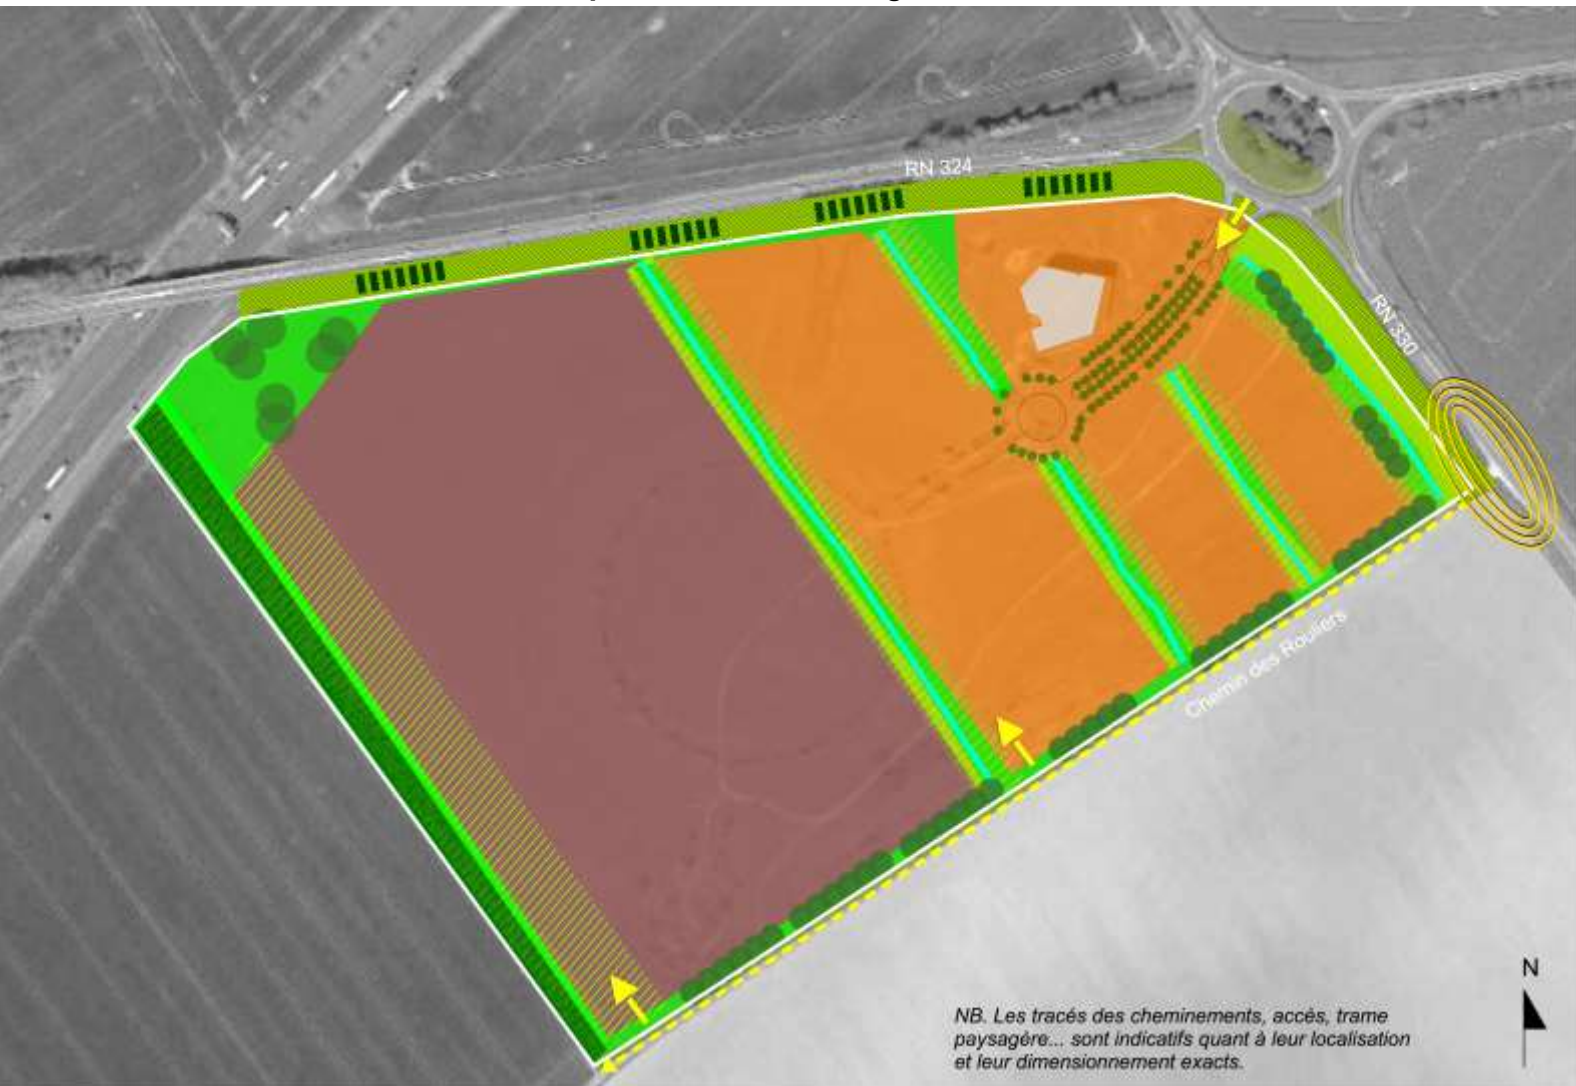 RN 324
RN 330
Chemin des Rouliers
N
NB. Les tracés des cheminements, accès, trame
paysagère... sont indicatifs quant à leur localisation
et leur dimensionnement exacts.